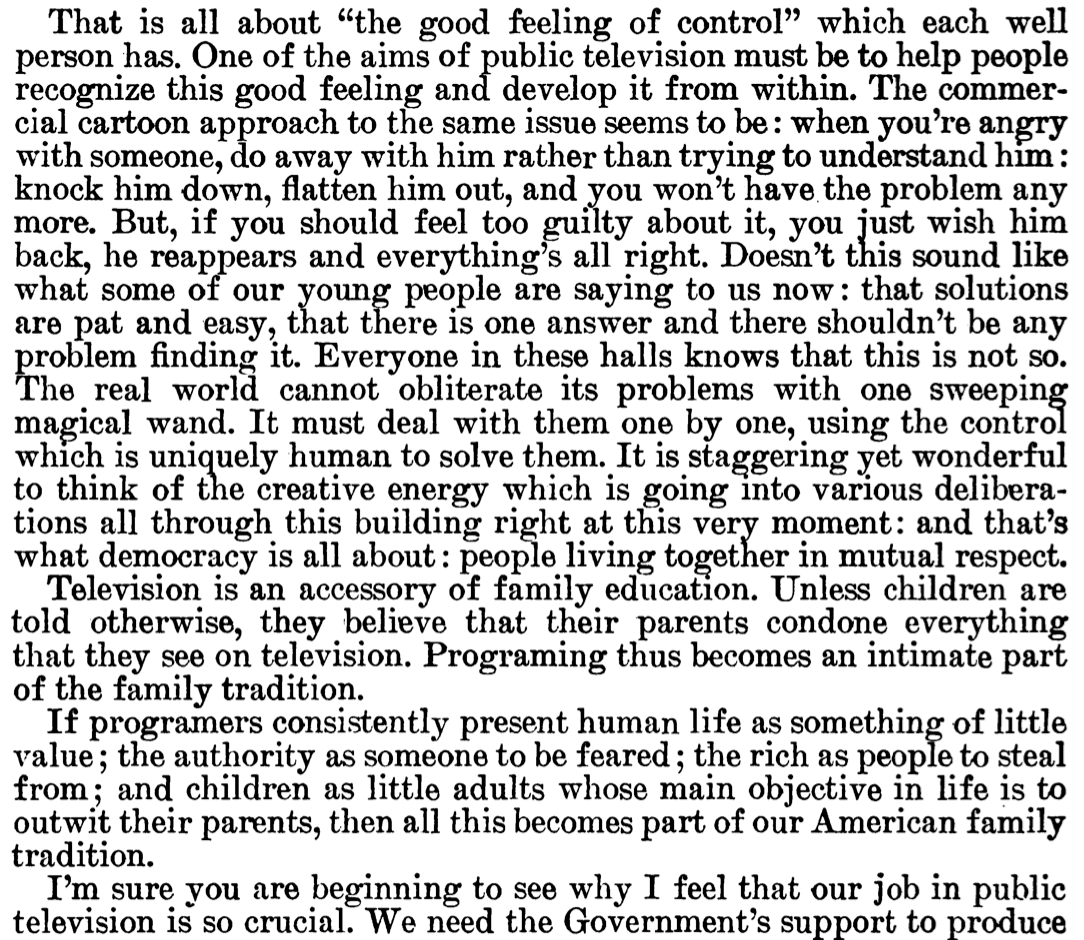 That is all about “the good feeling of control” which each well
person has. One of the aims of public television must be to help people
recognize this good feeling and develop it from within. The commer-
cial cartoon approach to the same issue seems to be: when you’re angry
with someone, do away with him rather than trying to understand him:
knock him down, flatten him out, and you won’t have the problem any
more. But, if you should feel too guilty about it, you just wish him
back, he reappears and everything’s all right. Doesn’t this sound like
what some of our young people are saying to us now: that solutions
are pat and easy, that there is one answer and there shouldn’t be any
problem finding it. Everyone in these halls knows that this is not so.
The real world cannot obliterate its problems with one sweeping
magical wand. It must deal with them one by one, using the control
which is uniquely human to solve them. It is staggering yet wonderful
to think of the creative energy which is going into various delibera-
tions all through this building right at this very moment: and that’s
what democracy is all about: people living together in mutual respect.
Television is an accessory of family education. Unless children are
told otherwise, they believe that their parents condone everything
that they see on television. Programing thus becomes an intimate part
of the family tradition.
If programers consistently present human life as something of little
value; the authority as someone to be feared; the rich as people to steal
from; and children as little adults whose main objective in life is to
outwit their parents, then all this becomes part of our American family
tradition.
I’m sure you are beginning to see why I feel that our job in public
television is so crucial. We need the Government’s support to produce